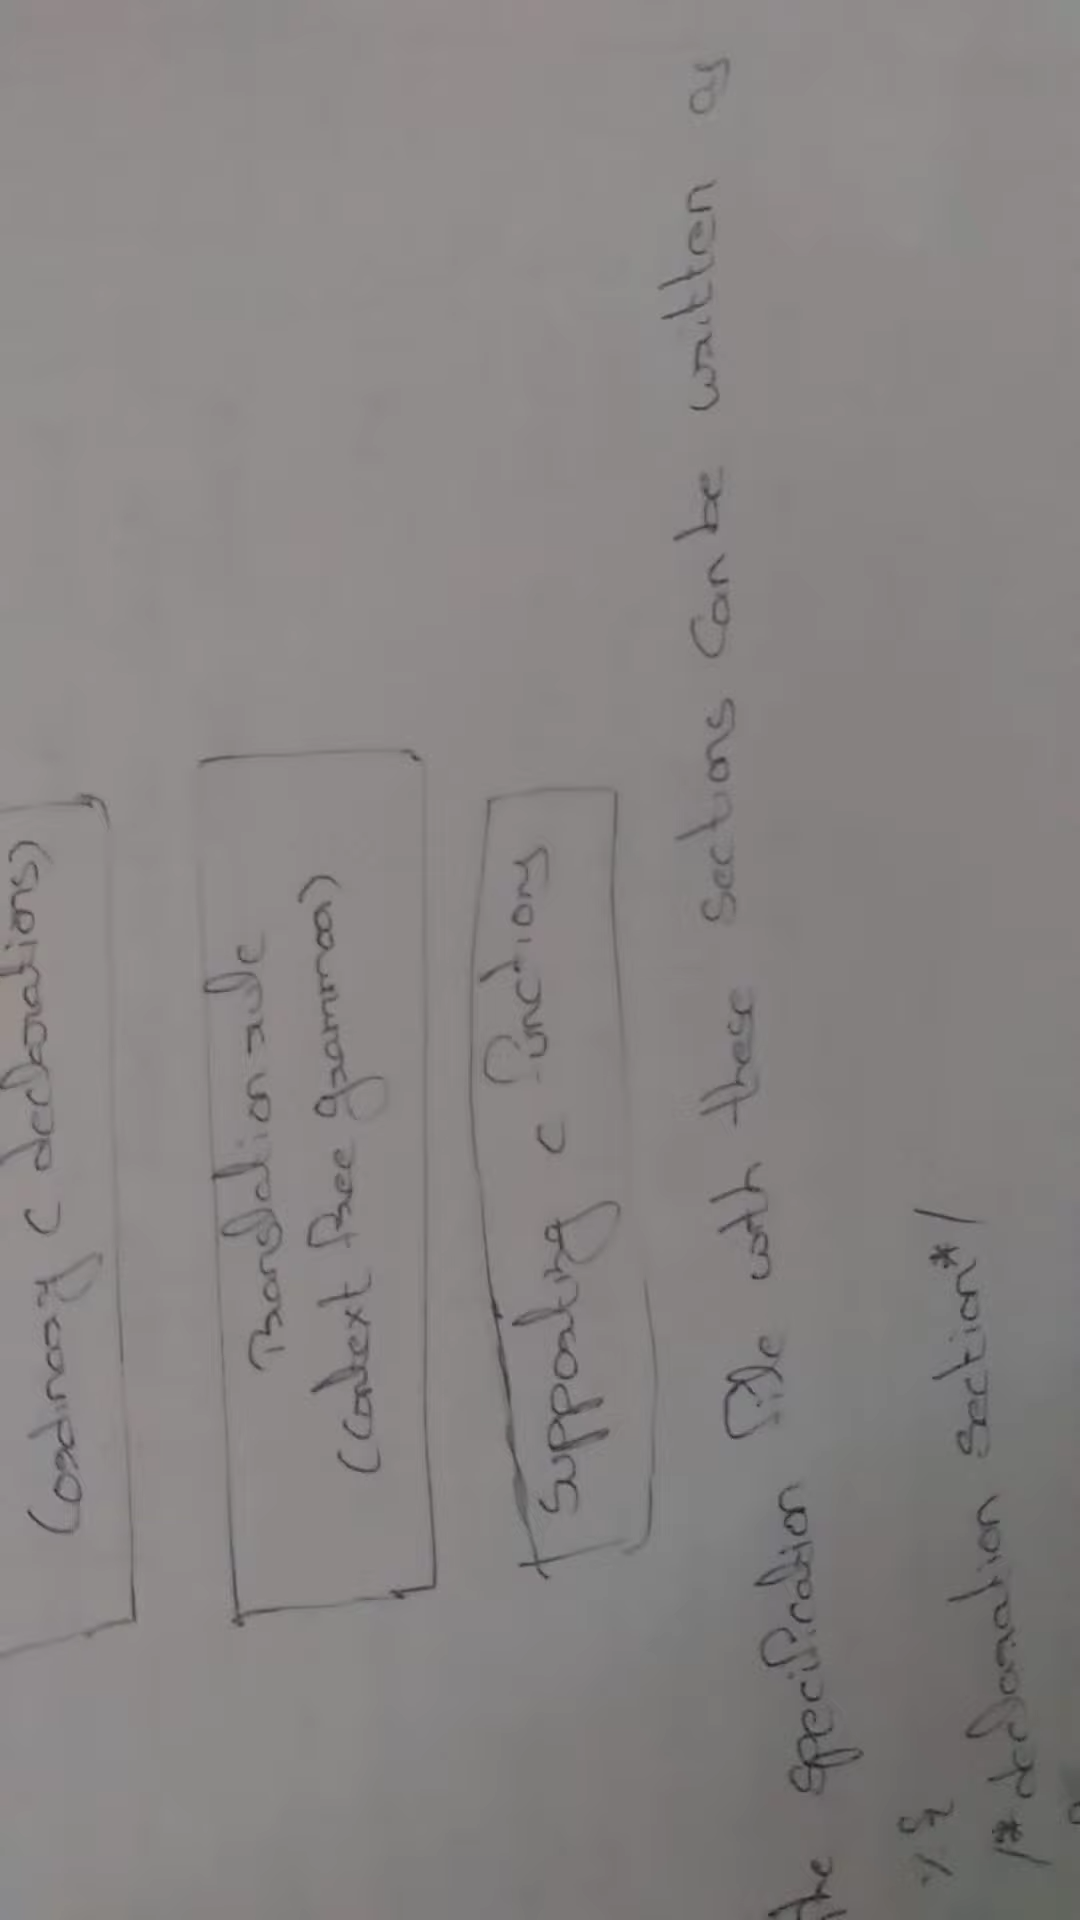 (ordinary C declarations)
Translation rule
(Context free grammar)
Supporting C functions
the specification file with these sections can be written as
%{
/* declaration section */